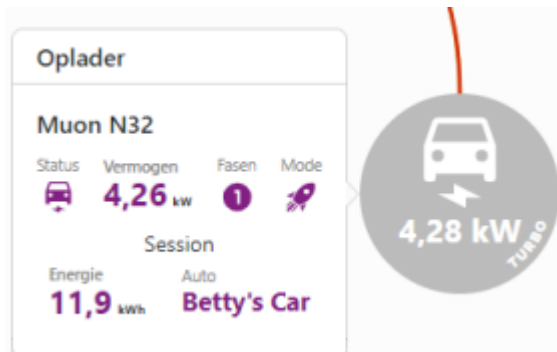 Oplader
Muon N32
Status Vermogen Fasen Mode
4,26 kW 1
Session
Energie Auto
11,9 kWh Betty's Car
4,28 kW
TURBO